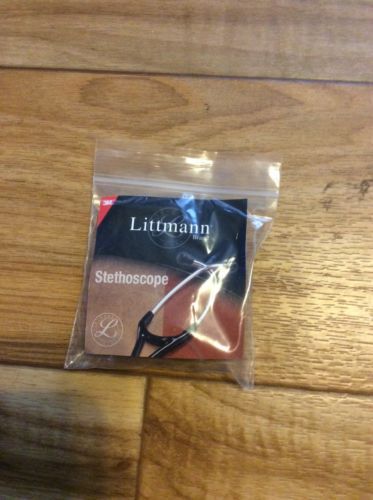 3M
Littmann
Stethoscope
L